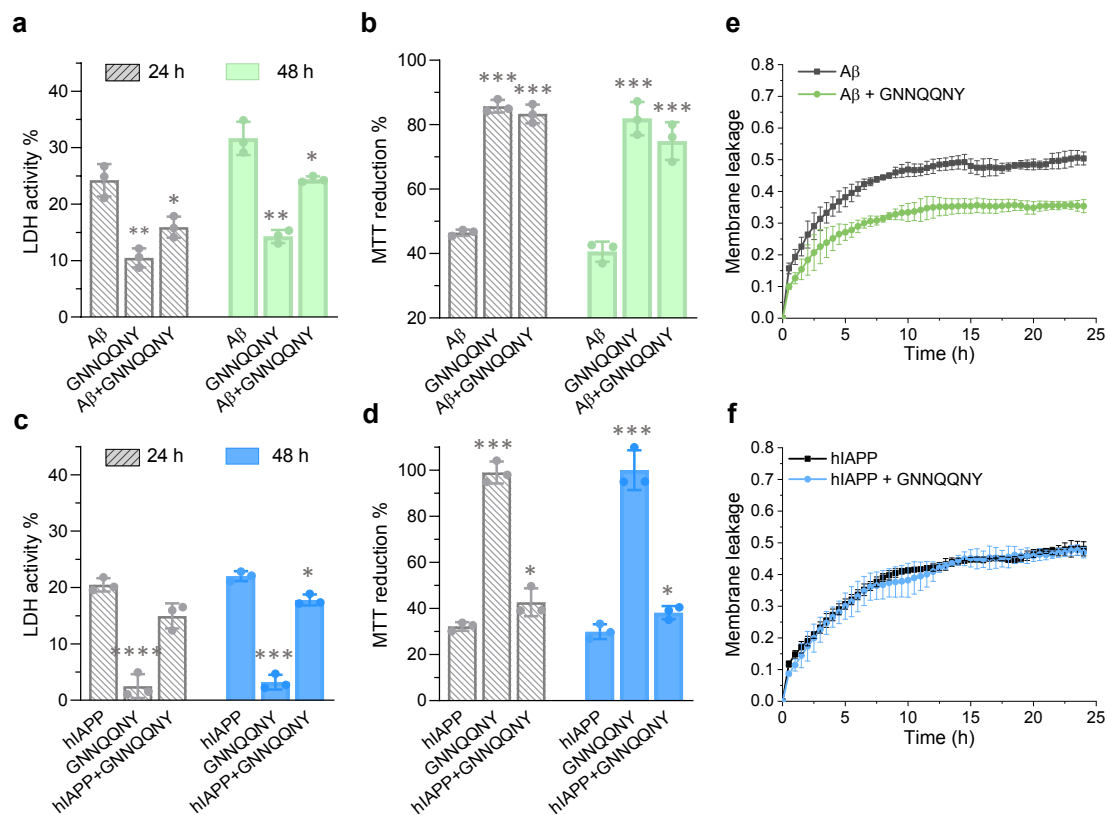 a
24 h
48 h
LDH activity %
40
30
20
10
0
*
**
*
**
*
Aβ
GNNQQNY
Aβ+GNNQQNY
Aβ
GNNQQNY
Aβ+GNNQQNY
b
MTT reduction %
100
80
60
40
20
***
***
***
***
Aβ
GNNQQNY
Aβ+GNNQQNY
Aβ
GNNQQNY
Aβ+GNNQQNY
e
Aβ
Aβ + GNNQQNY
Membrane leakage
0.8
0.7
0.6
0.5
0.4
0.3
0.2
0.1
0.0
0 5 10 15 20 25
Time (h)
c
24 h
48 h
LDH activity %
40
30
20
10
0
****
***
*
hIAPP
GNNQQNY
hIAPP+GNNQQNY
hIAPP
GNNQQNY
hIAPP+GNNQQNY
d
MTT reduction %
100
80
60
40
20
0
***
*
***
*
hIAPP
GNNQQNY
hIAPP+GNNQQNY
hIAPP
GNNQQNY
hIAPP+GNNQQNY
f
hIAPP
hIAPP + GNNQQNY
Membrane leakage
0.8
0.7
0.6
0.5
0.4
0.3
0.2
0.1
0.0
0 5 10 15 20 25
Time (h)